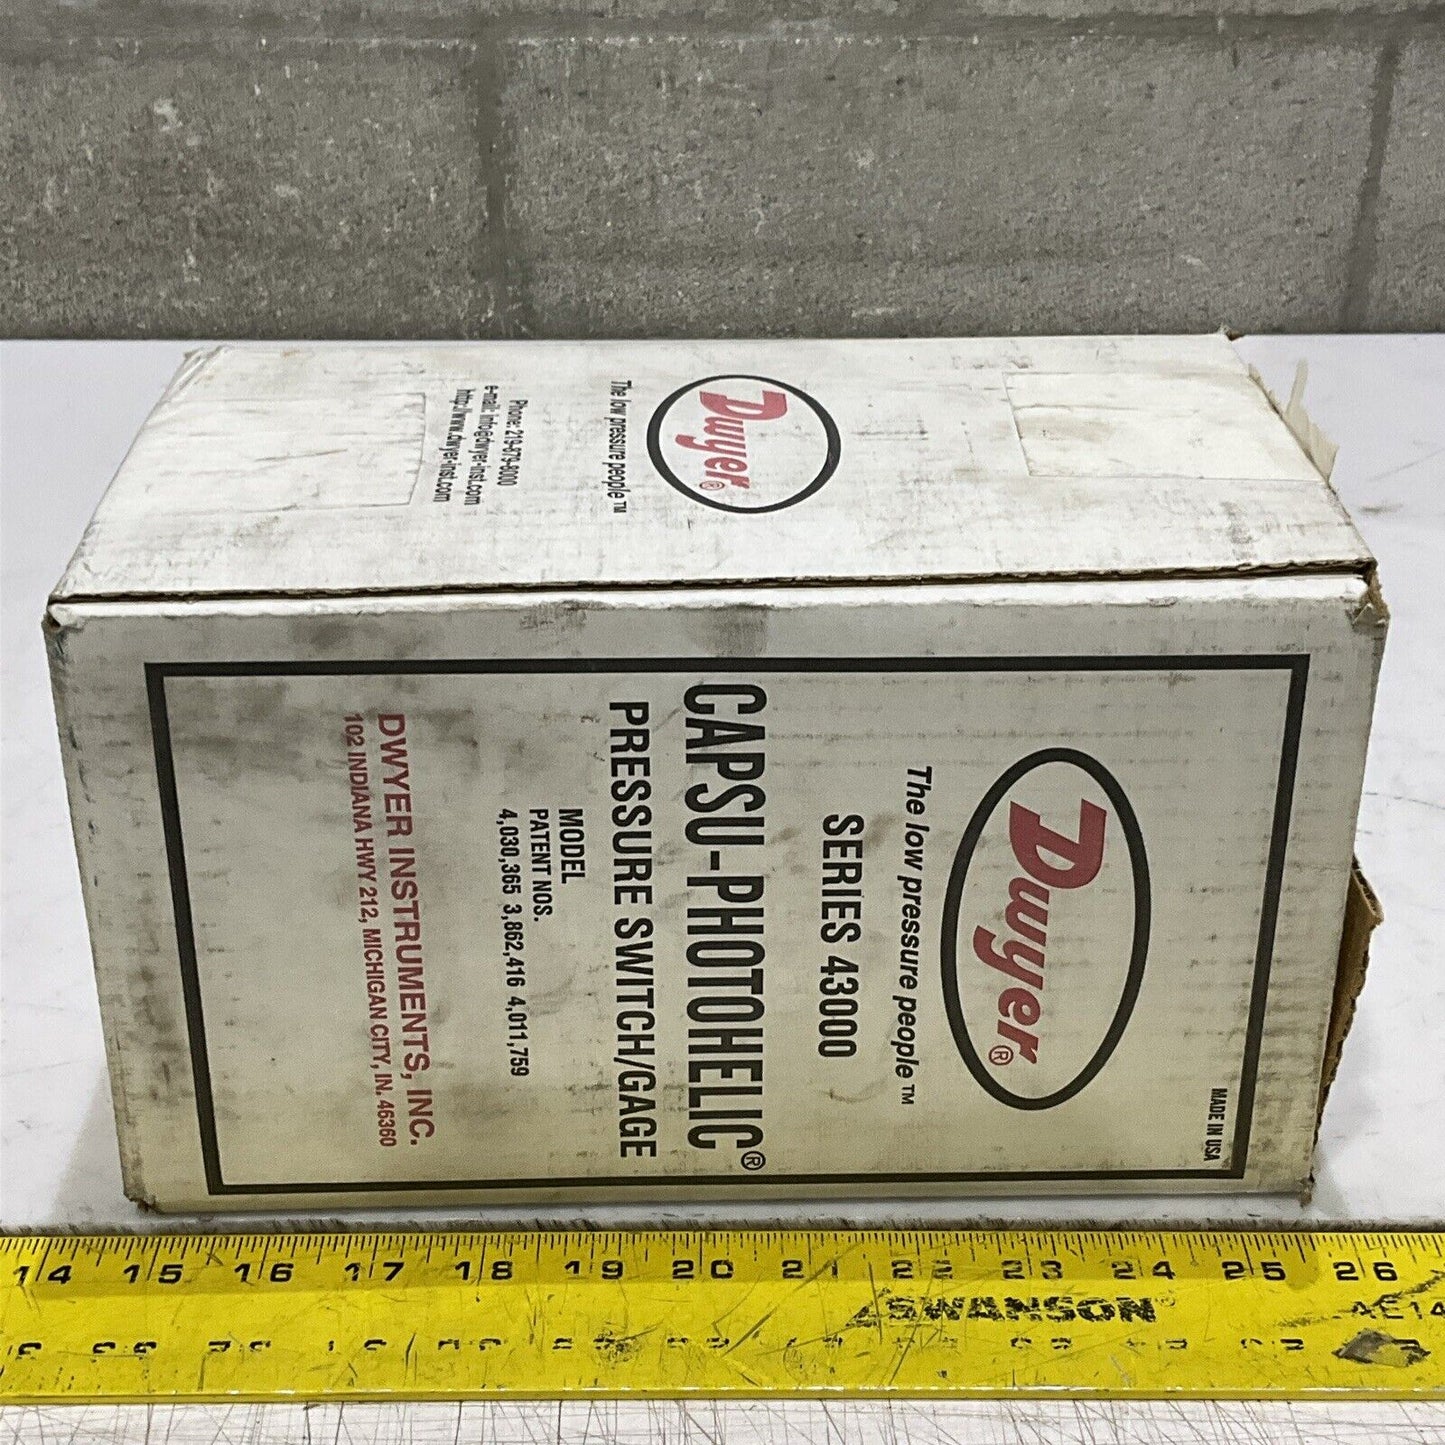 Dwyer®
The low pressure people™
Phone: 219-879-8000
e-mail: info@dwyer-inst.com
http://www.dwyer-inst.com
MADE IN USA
Dwyer®
The low pressure people™
SERIES 43000
CAPSU-PHOTOHELIC®
PRESSURE SWITCH/GAGE
MODEL
PATENT NOS.
4,030,365 3,862,416 4,011,759
DWYER INSTRUMENTS, INC.
102 INDIANA HWY 212, MICHIGAN CITY, IN. 46360
14 15 16 17 18 19 20 21 22 23 24 25 26